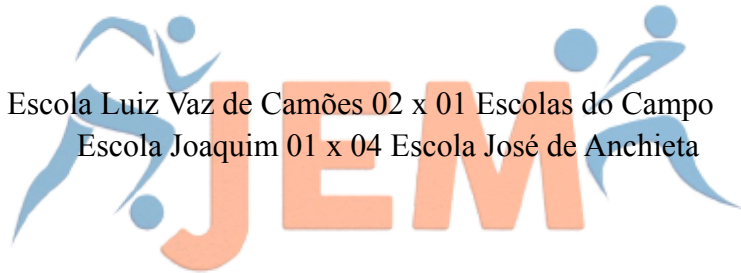 Escola Luiz Vaz de Camões 02 x 01 Escolas do Campo
Escola Joaquim 01 x 04 Escola José de Anchieta
JEM